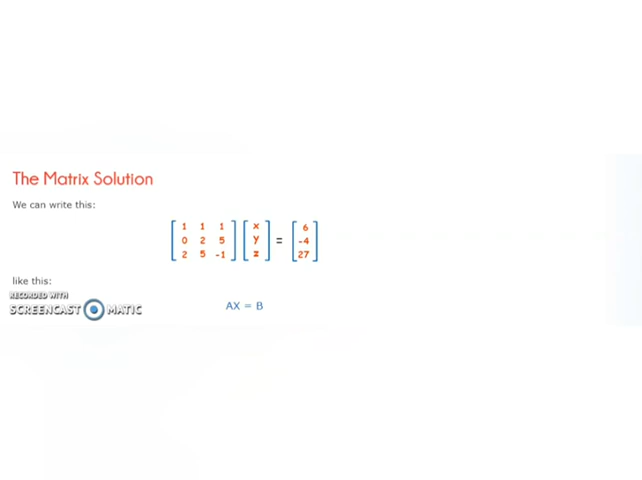 The Matrix Solution
We can write this:
[1 1 1] [x] [6]
[0 2 5] [y] = [-4]
[2 5 -1] [z] [27]
like this:
RECORDED WITH
SCREENCAST MATIC
AX = B